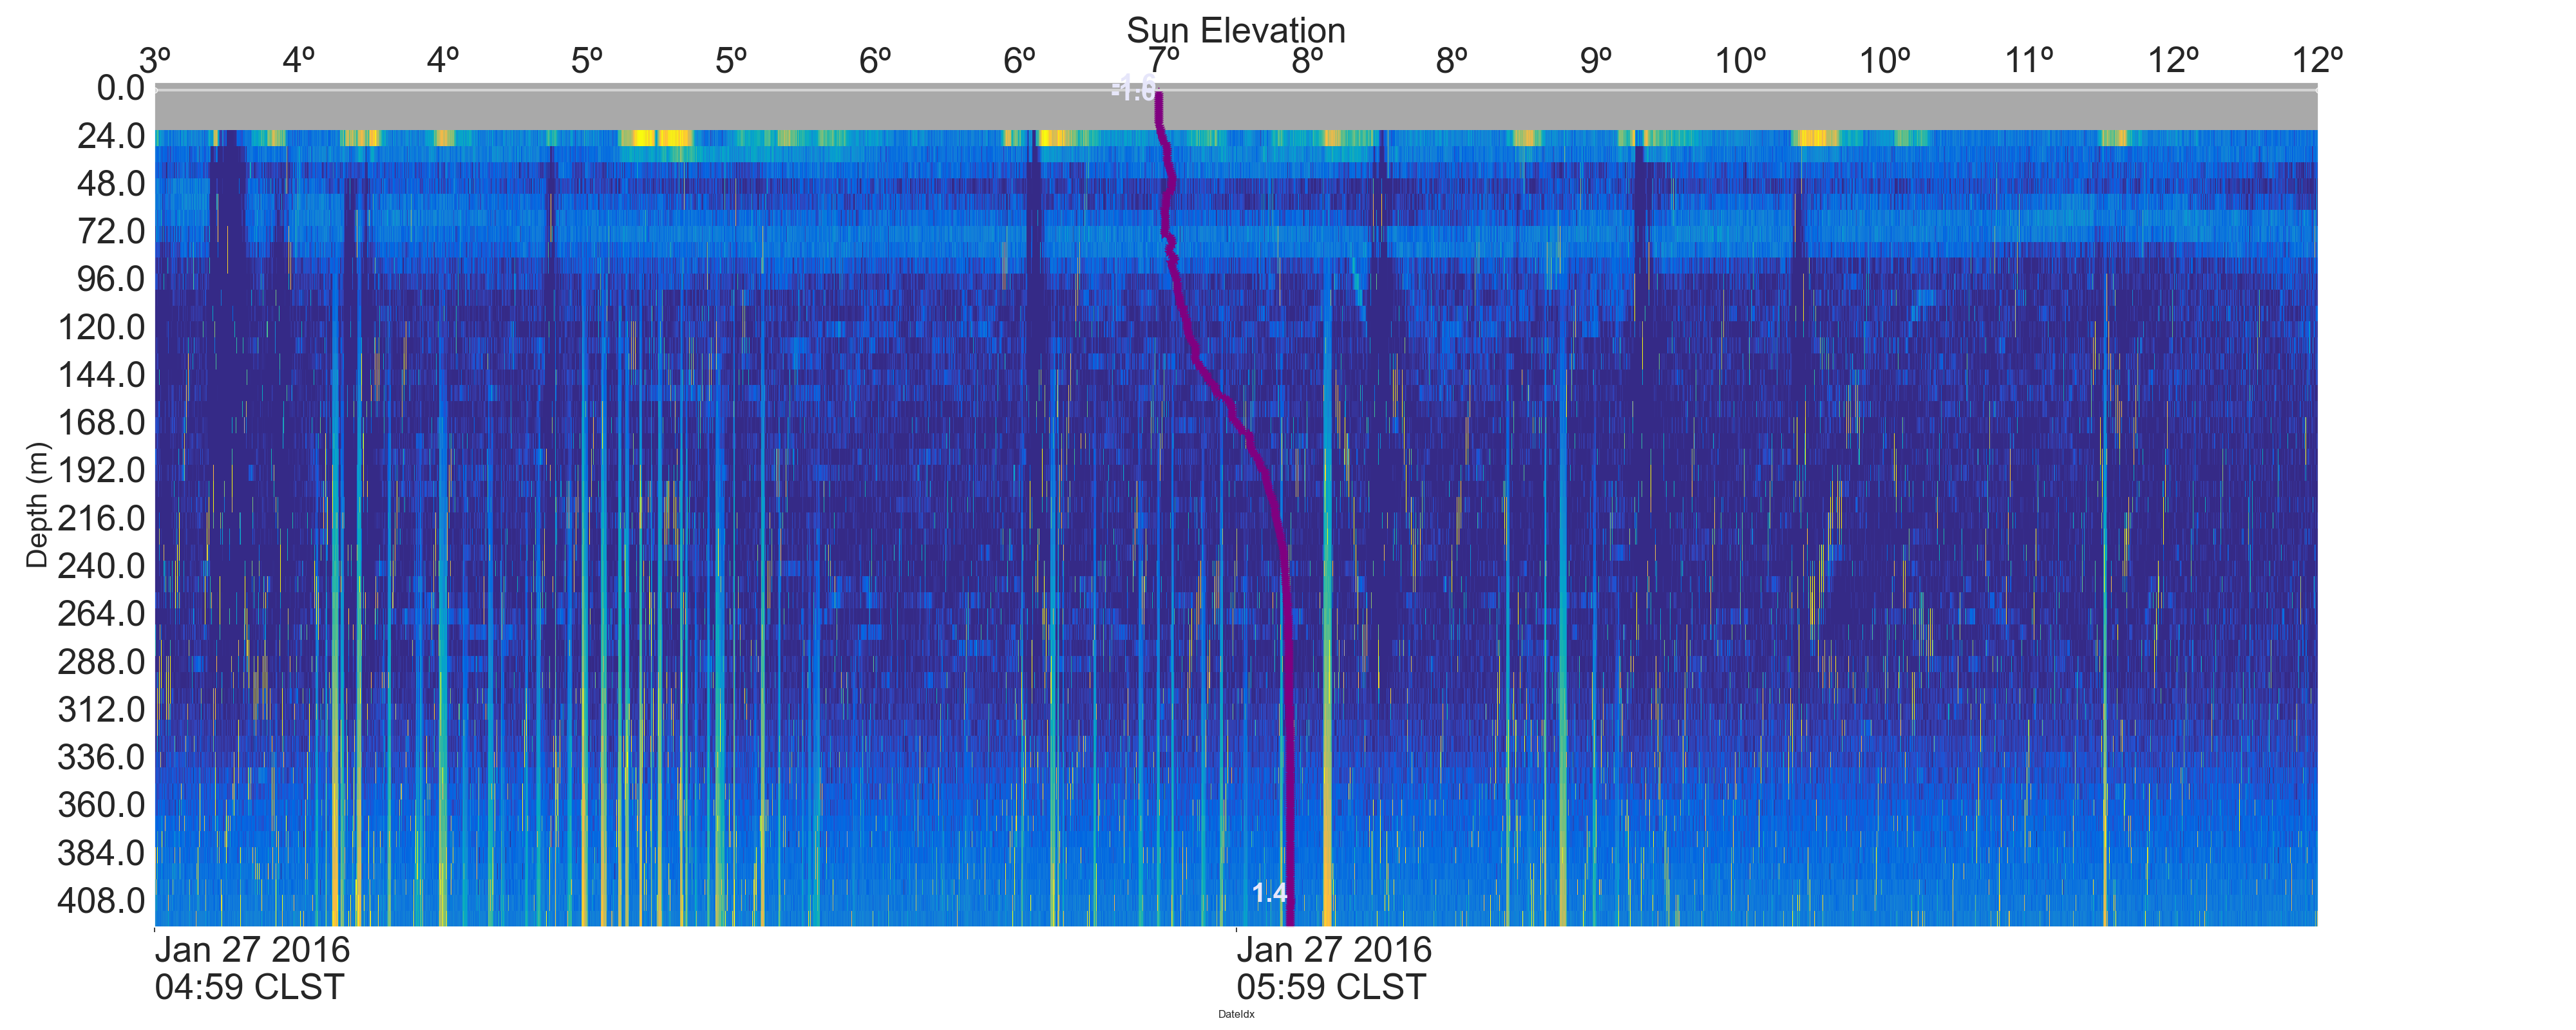 Sun Elevation
3º 4º 4º 5º 5º 6º 6º 7º 8º 8º 9º 10º 10º 11º 12º 12º
0.0
24.0
48.0
72.0
96.0
120.0
144.0
168.0
192.0
216.0
240.0
264.0
288.0
312.0
336.0
360.0
384.0
408.0
Depth (m)
-1.6
1.4
Jan 27 2016
04:59 CLST
Jan 27 2016
05:59 CLST
DateIdx